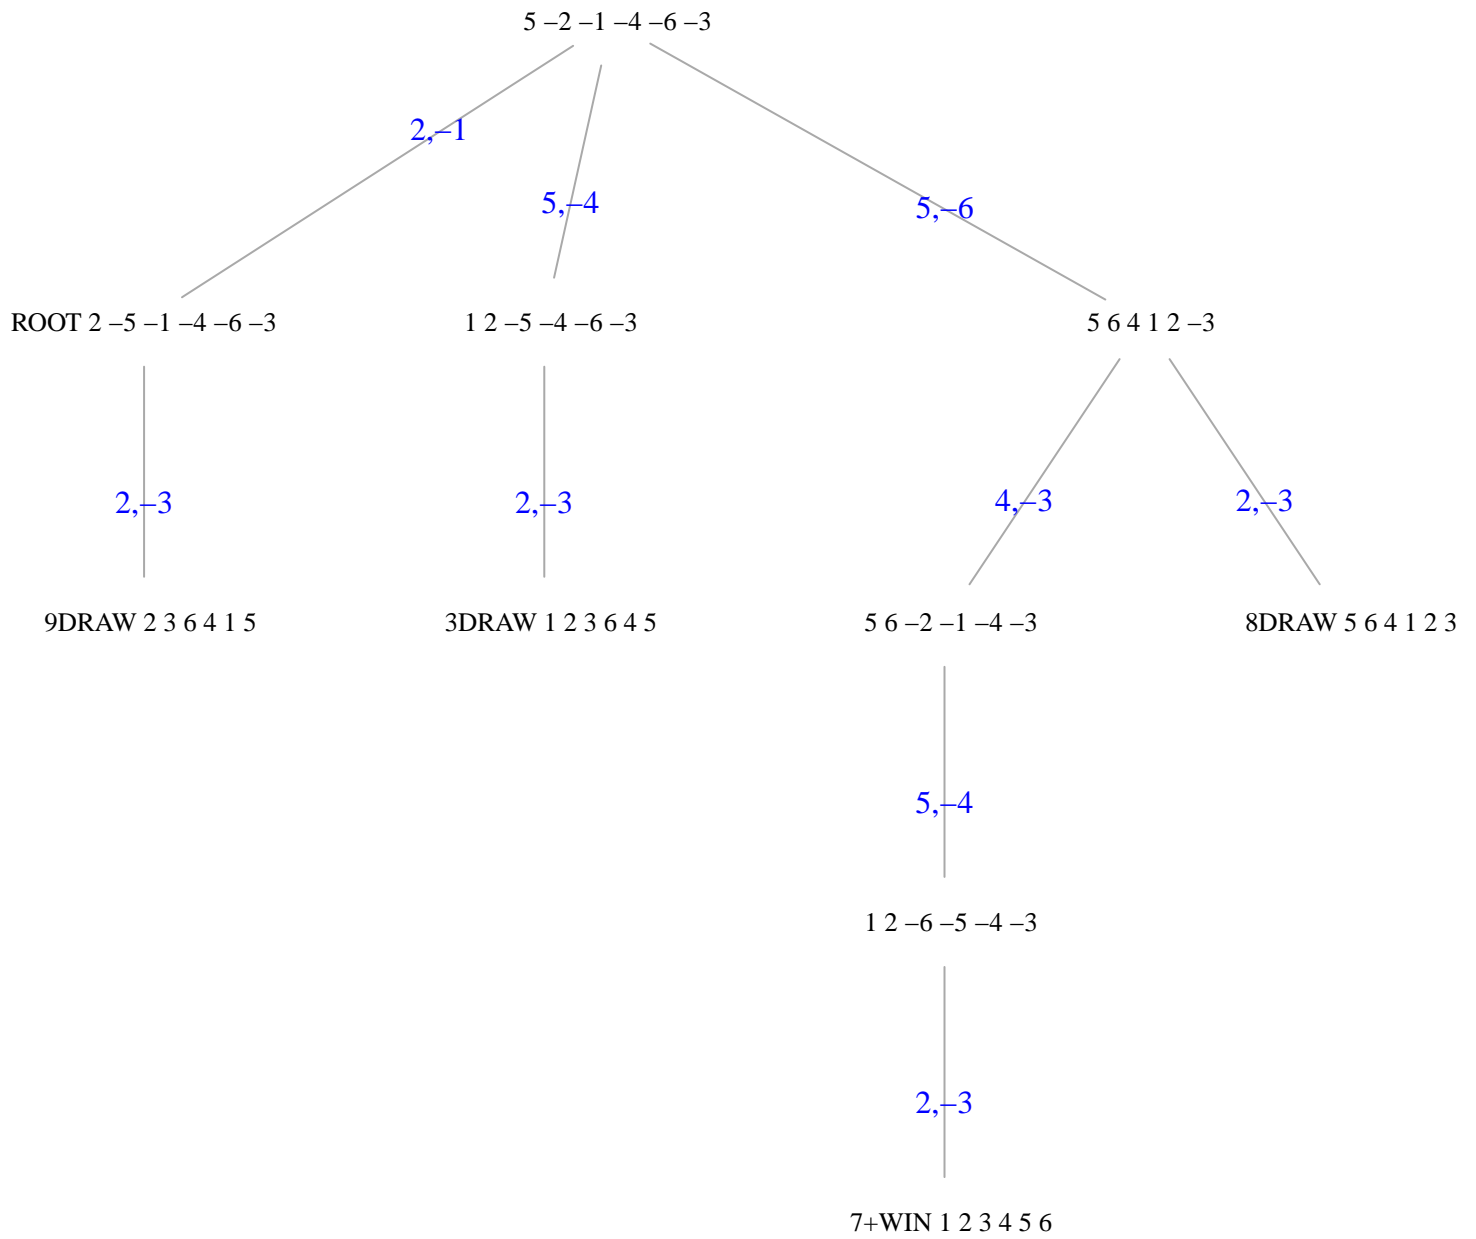 5 –2 –1 –4 –6 –3
2,–1
5,–4
5,–6
ROOT 2 –5 –1 –4 –6 –3
1 2 –5 –4 –6 –3
5 6 4 1 2 –3
2,–3
2,–3
4,–3
2,–3
9DRAW 2 3 6 4 1 5
3DRAW 1 2 3 6 4 5
5 6 –2 –1 –4 –3
8DRAW 5 6 4 1 2 3
5,–4
1 2 –6 –5 –4 –3
2,–3
7+WIN 1 2 3 4 5 6